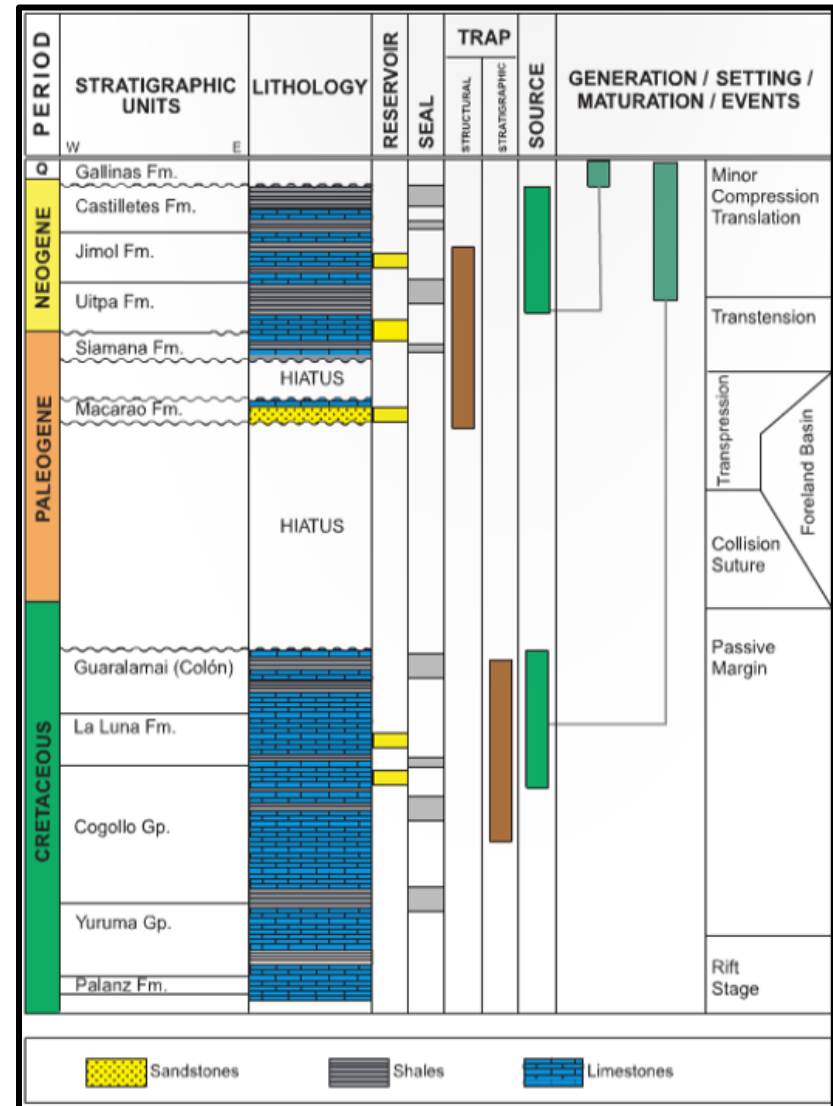 PERIOD
STRATIGRAPHIC
UNITS
W
E
LITHOLOGY
RESERVOIR
SEAL
TRAP
STRUCTURAL
STRATIGRAPHIC
SOURCE
GENERATION / SETTING /
MATURATION / EVENTS
Q
NEOGENE
PALEOGENE
CRETACEOUS
Gallinas Fm.
Castilletes Fm.
Jimol Fm.
Uitpa Fm.
Siamana Fm.
HIATUS
Macarao Fm.
HIATUS
Guaralamai (Colón)
La Luna Fm.
Cogollo Gp.
Yuruma Gp.
Palanz Fm.
Minor
Compression
Translation
Transtension
Transpression
Foreland Basin
Collision
Suture
Passive
Margin
Rift
Stage
Sandstones
Shales
Limestones